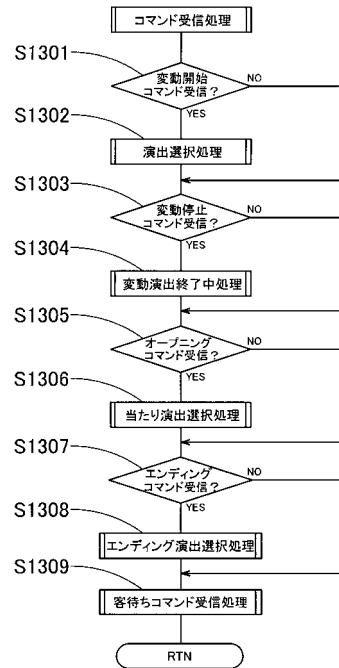 コマンド受信処理
S1301
変動開始
コマンド受信？
NO
YES
S1302
演出選択処理
S1303
変動停止
コマンド受信？
NO
YES
S1304
変動演出終了中処理
S1305
オープニング
コマンド受信？
NO
YES
S1306
当たり演出選択処理
S1307
エンディング
コマンド受信？
NO
YES
S1308
エンディング演出選択処理
S1309
客待ちコマンド受信処理
RTN